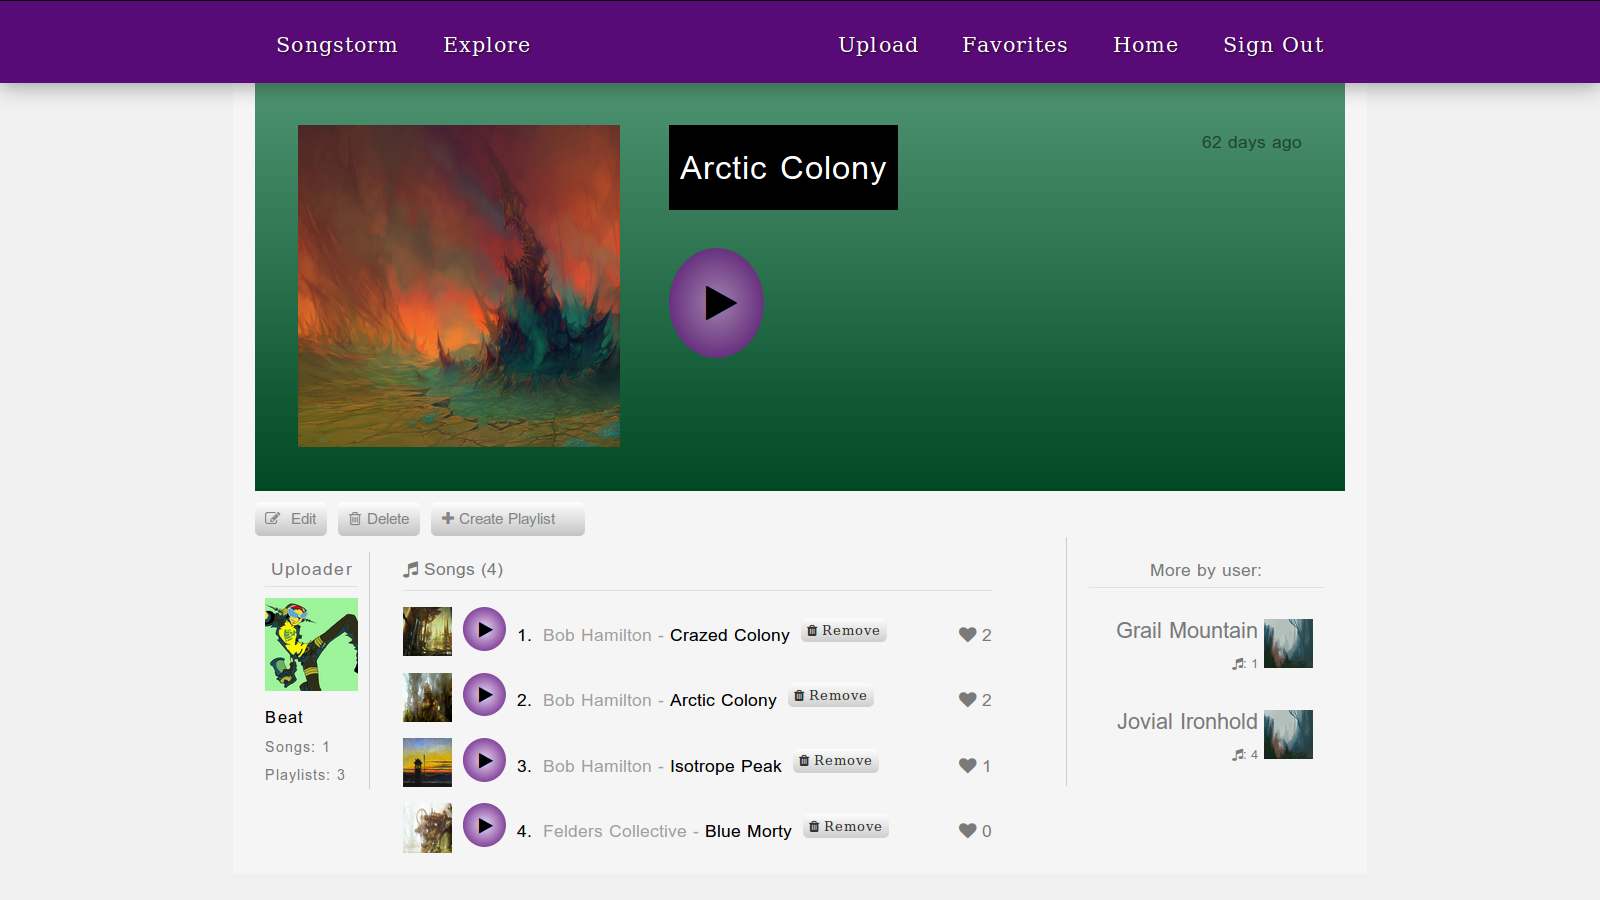 Songstorm Explore Upload Favorites Home Sign Out
Arctic Colony
62 days ago
Edit Delete Create Playlist
Uploader
Beat
Songs: 1
Playlists: 3
Songs (4)
1. Bob Hamilton - Crazed Colony Remove 2
2. Bob Hamilton - Arctic Colony Remove 2
3. Bob Hamilton - Isotrope Peak Remove 1
4. Felders Collective - Blue Morty Remove 0
More by user:
Grail Mountain
: 1
Jovial Ironhold
: 4